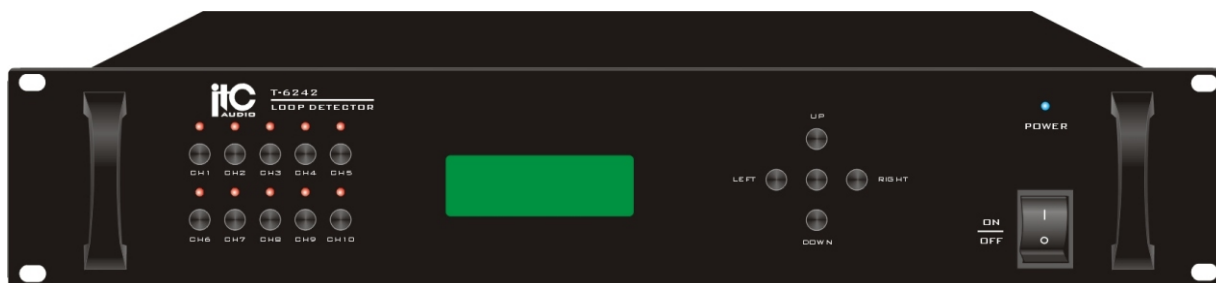 itC
AUDIO
T-6242
LOOP DETECTOR
CH1 CH2 CH3 CH4 CH5
CH6 CH7 CH8 CH9 CH10
UP
LEFT
RIGHT
DOWN
POWER
ON
OFF
I
O